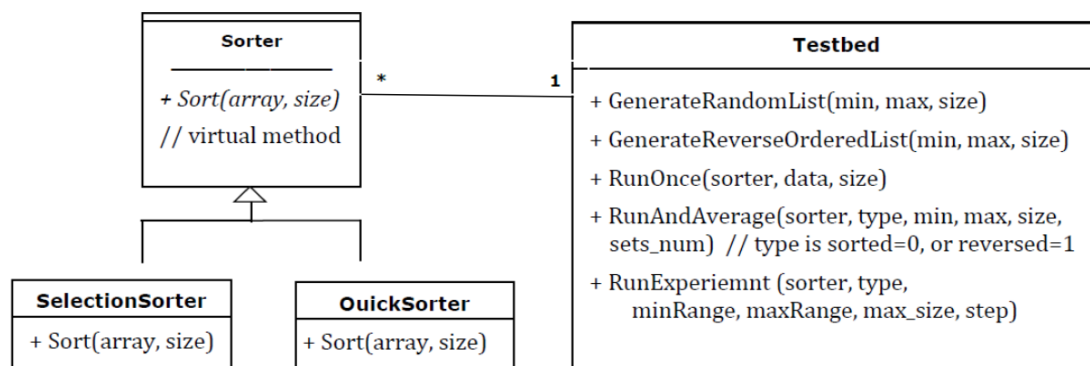 Sorter
+ Sort(array, size)
// virtual method
*
1
Testbed
+ GenerateRandomList(min, max, size)
+ GenerateReverseOrderedList(min, max, size)
+ RunOnce(sorter, data, size)
+ RunAndAverage(sorter, type, min, max, size,
sets_num) // type is sorted=0, or reversed=1
+ RunExperiemnt (sorter, type,
minRange, maxRange, max_size, step)
SelectionSorter
+ Sort(array, size)
OuickSorter
+ Sort(array, size)